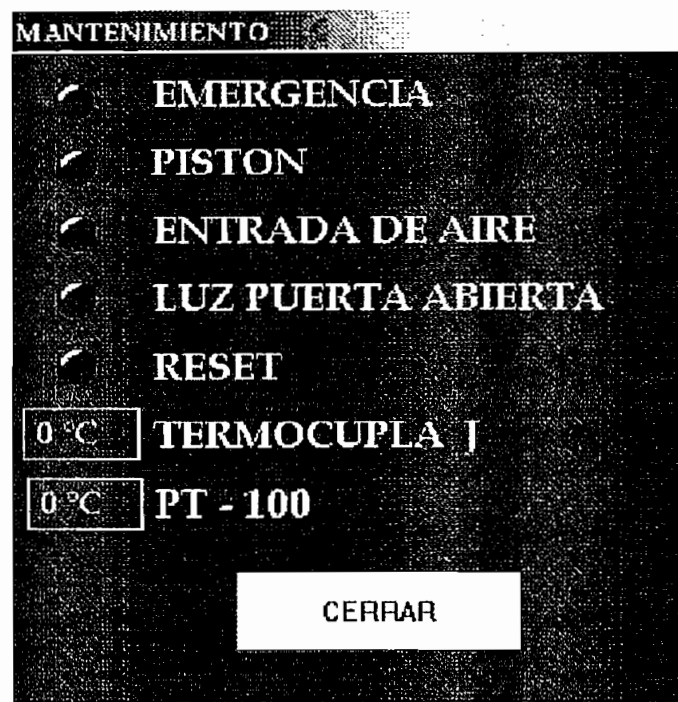 MANTENIMIENTO
EMERGENCIA
PISTON
ENTRADA DE AIRE
LUZ PUERTA ABIERTA
RESET
0 °C TERMOCUPLA J
0 °C PT - 100
CERRAR